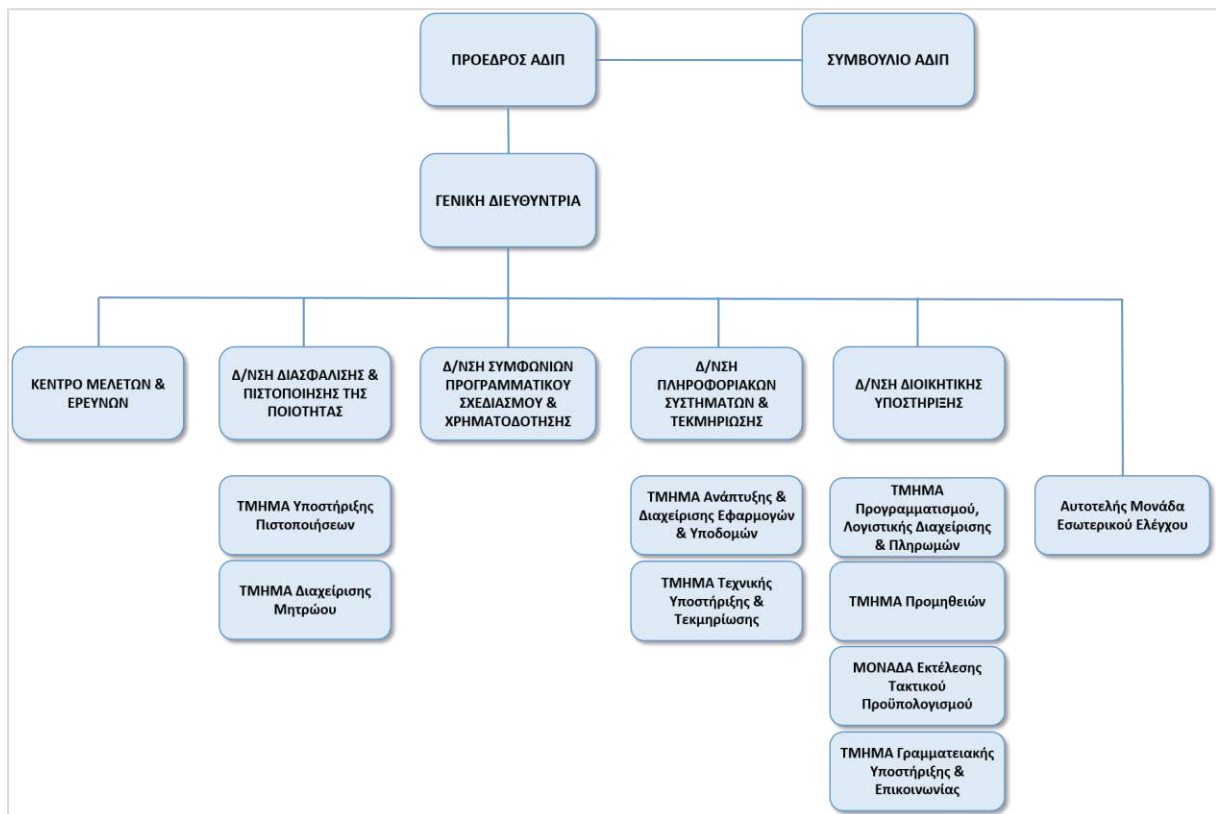 ΠΡΟΕΔΡΟΣ ΑΔΙΠ
ΣΥΜΒΟΥΛΙΟ ΑΔΙΠ
ΓΕΝΙΚΗ ΔΙΕΥΘΥΝΤΡΙΑ
ΚΕΝΤΡΟ ΜΕΛΕΤΩΝ &
ΕΡΕΥΝΩΝ
Δ/ΝΣΗ ΔΙΑΣΦΑΛΙΣΗΣ &
ΠΙΣΤΟΠΟΙΗΣΗΣ ΤΗΣ
ΠΟΙΟΤΗΤΑΣ
Δ/ΝΣΗ ΣΥΜΦΩΝΙΩΝ
ΠΡΟΓΡΑΜΜΑΤΙΚΟΥ
ΣΧΕΔΙΑΣΜΟΥ &
ΧΡΗΜΑΤΟΔΟΤΗΣΗΣ
Δ/ΝΣΗ
ΠΛΗΡΟΦΟΡΙΑΚΩΝ
ΣΥΣΤΗΜΑΤΩΝ &
ΤΕΚΜΗΡΙΩΣΗΣ
Δ/ΝΣΗ ΔΙΟΙΚΗΤΙΚΗΣ
ΥΠΟΣΤΗΡΙΞΗΣ
ΤΜΗΜΑ Υποστήριξης
Πιστοποιήσεων
ΤΜΗΜΑ Διαχείρισης
Μητρώου
ΤΜΗΜΑ Ανάπτυξης &
Διαχείρισης Εφαρμογών
& Υποδομών
ΤΜΗΜΑ Τεχνικής
Υποστήριξης &
Τεκμηρίωσης
ΤΜΗΜΑ
Προγραμματισμού,
Λογιστικής Διαχείρισης
& Πληρωμών
ΤΜΗΜΑ Προμηθειών
ΜΟΝΑΔΑ Εκτέλεσης
Τακτικού
Προϋπολογισμού
ΤΜΗΜΑ Γραμματειακής
Υποστήριξης &
Επικοινωνίας
Αυτοτελής Μονάδα
Εσωτερικού Ελέγχου